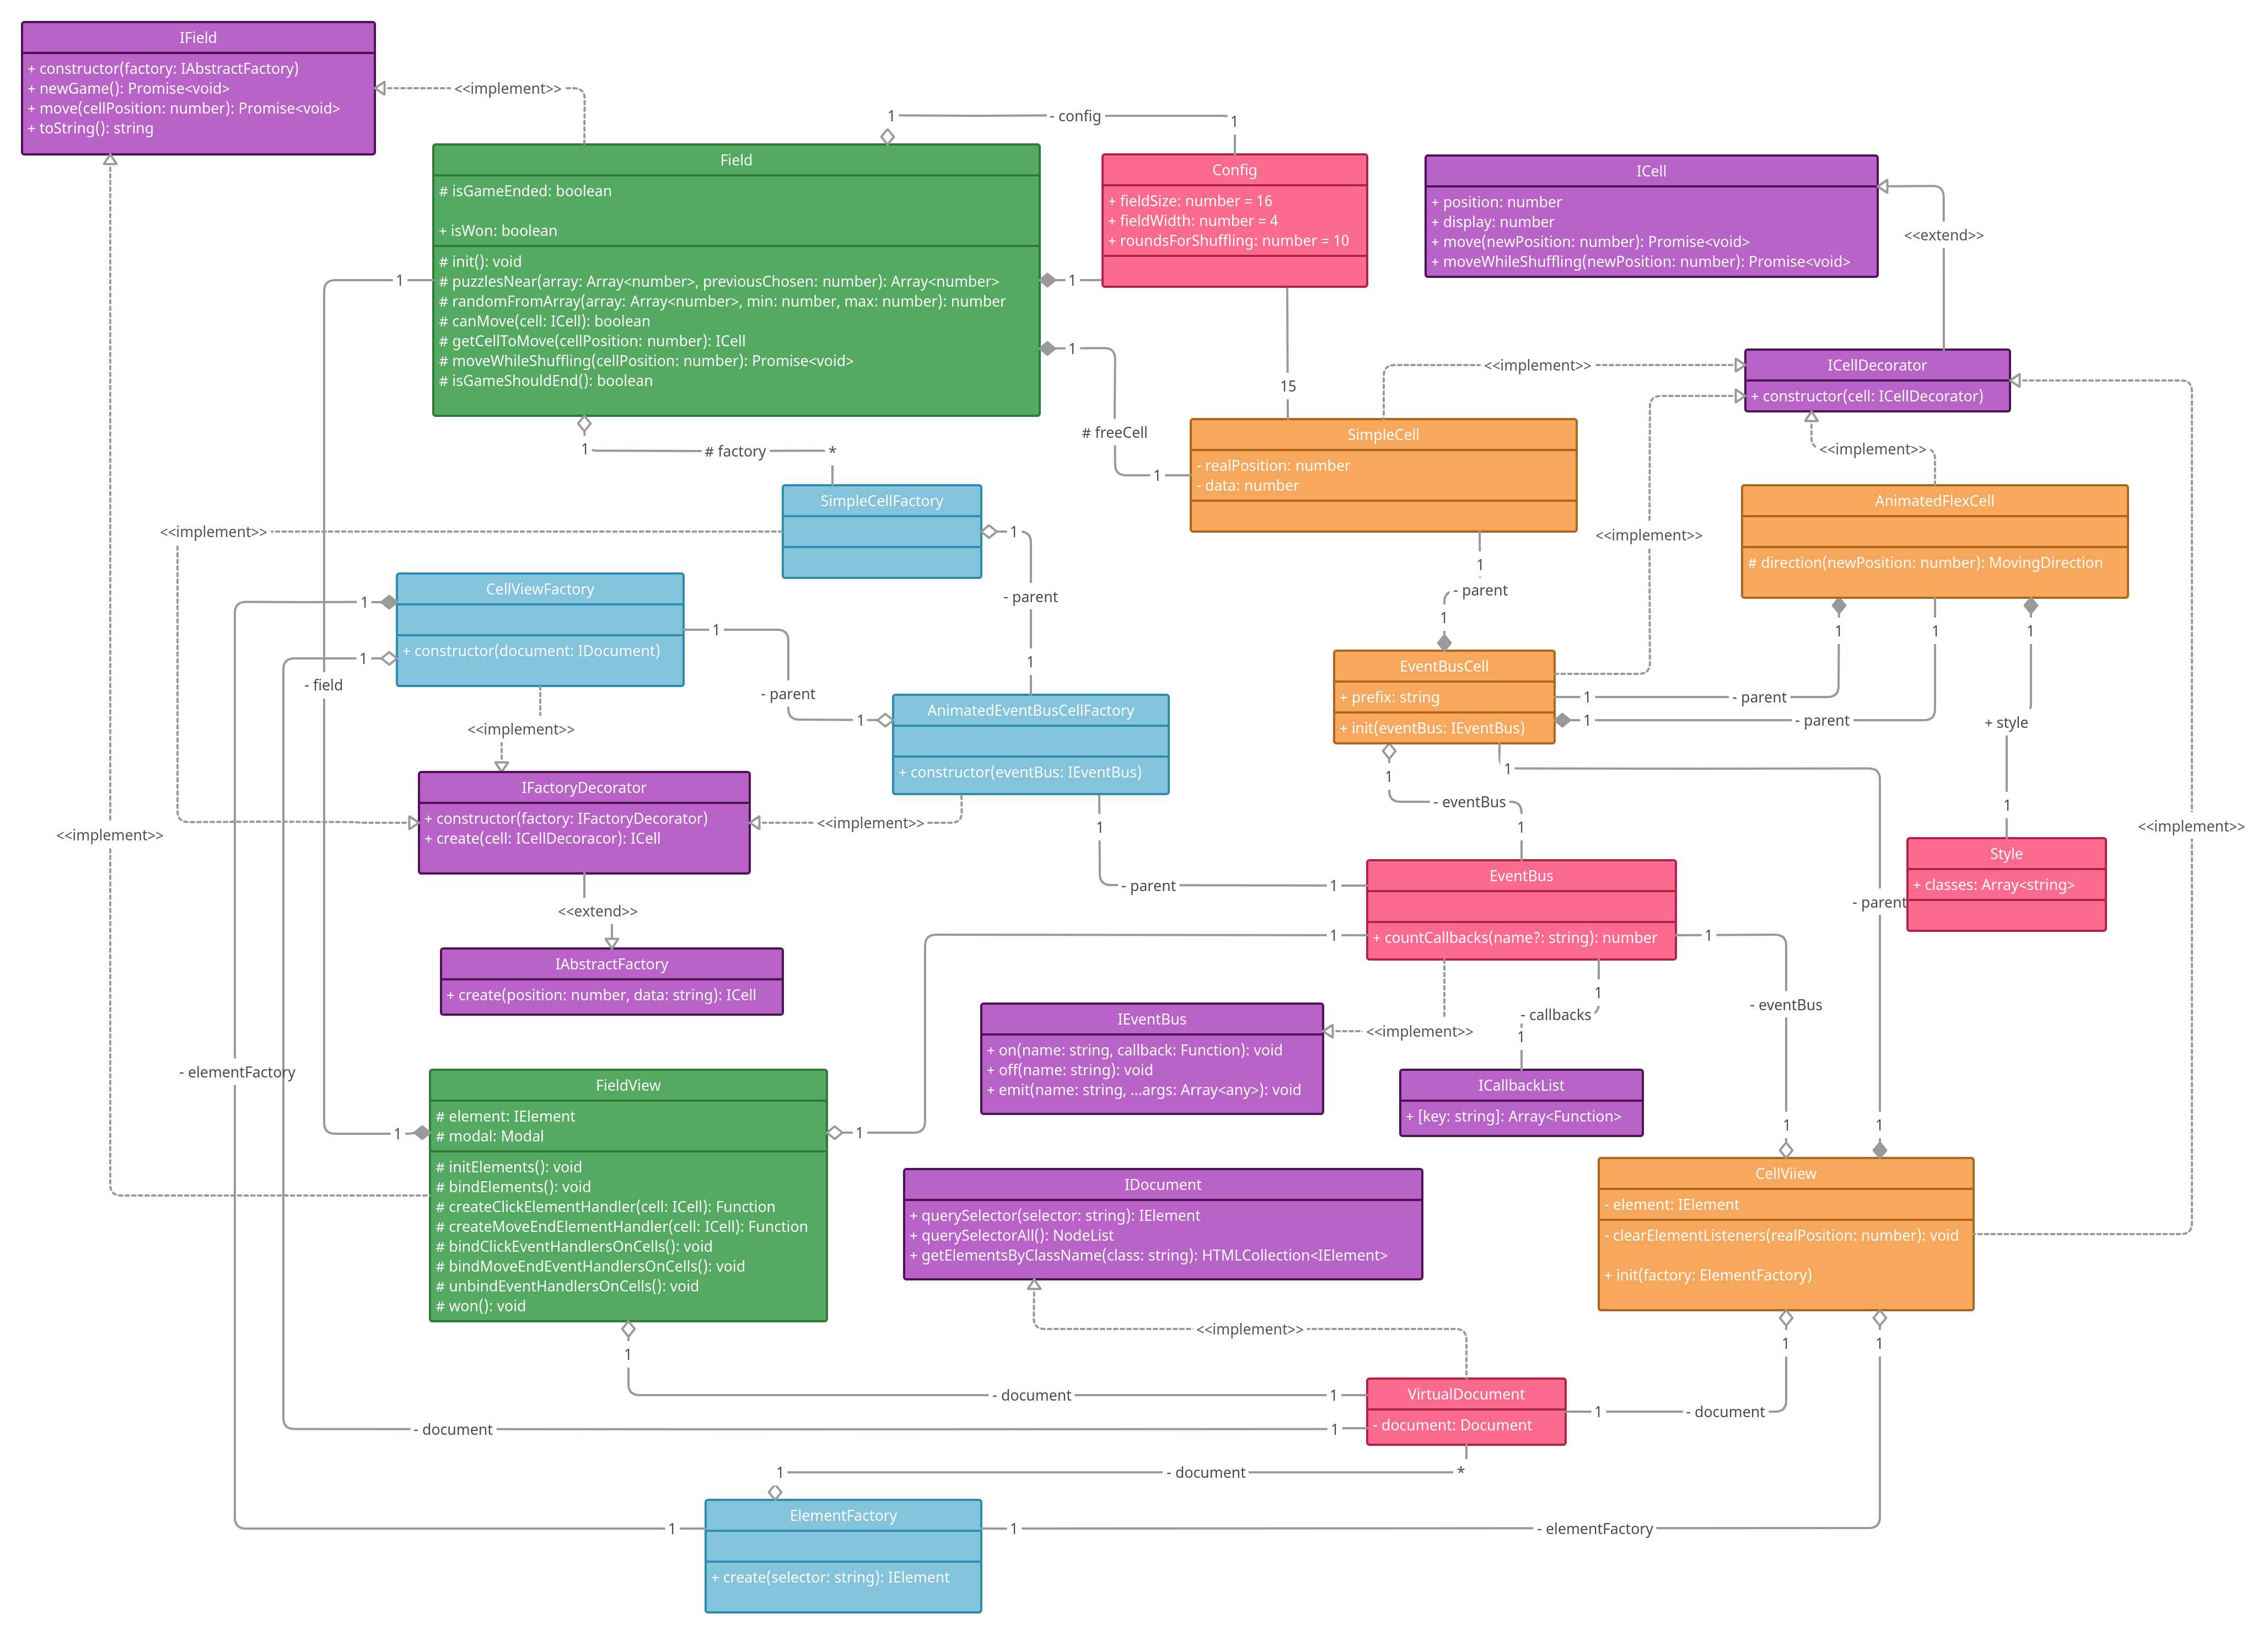 IField
+ constructor(factory: IAbstractFactory)
+ newGame(): Promise<void>
+ move(cellPosition: number): Promise<void>
+ toString(): string
<<implement>>
1
- config
1
Field
# isGameEnded: boolean
+ isWon: boolean
# init(): void
# puzzlesNear(array: Array<number>, previousChosen: number): Array<number>
# randomFromArray(array: Array<number>, min: number, max: number): number
# canMove(cell: ICell): boolean
# getCellToMove(cellPosition: number): ICell
# moveWhileShuffling(cellPosition: number): Promise<void>
# isGameShouldEnd(): boolean
Config
+ fieldSize: number = 16
+ fieldWidth: number = 4
+ roundsForShuffling: number = 10
ICell
+ position: number
+ display: number
+ move(newPosition: number): Promise<void>
+ moveWhileShuffling(newPosition: number): Promise<void>
<<extend>>
1
1
1
15
# freeCell
1
<<implement>>
ICellDecorator
+ constructor(cell: ICellDecorator)
<<implement>>
<<implement>>
1
# factory
*
SimpleCell
- realPosition: number
- data: number
AnimatedFlexCell
# direction(newPosition: number): MovingDirection
SimpleCellFactory
<<implement>>
1
- parent
1
CellViewFactory
+ constructor(document: IDocument)
1
1
1
- field
- parent
1
1
- parent
1
EventBusCell
+ prefix: string
+ init(eventBus: IEventBus)
1
- parent
1
- parent
1
1
1
+ style
1
<<implement>>
AnimatedEventBusCellFactory
+ constructor(eventBus: IEventBus)
<<implement>>
IFactoryDecorator
+ constructor(factory: IFactoryDecorator)
+ create(cell: ICellDecoracor): ICell
<<implement>>
1
- eventBus
1
1
<<implement>>
1
- parent
1
Style
+ classes: Array<string>
- parent
EventBus
+ countCallbacks(name?: string): number
<<extend>>
IAbstractFactory
+ create(position: number, data: string): ICell
1
1
- eventBus
1
- callbacks
1
<<implement>>
IEventBus
+ on(name: string, callback: Function): void
+ off(name: string): void
+ emit(name: string, ...args: Array<any>): void
ICallbackList
+ [key: string]: Array<Function>
- elementFactory
FieldView
# element: IElement
# modal: Modal
# initElements(): void
# bindElements(): void
# createClickElementHandler(cell: ICell): Function
# createMoveEndElementHandler(cell: ICell): Function
# bindClickEventHandlersOnCells(): void
# bindMoveEndEventHandlersOnCells(): void
# unbindEventHandlersOnCells(): void
# won(): void
1
1
1
1
IDocument
+ querySelector(selector: string): IElement
+ querySelectorAll(): NodeList
+ getElementsByClassName(class: string): HTMLCollection<IElement>
CellViiew
- element: IElement
- clearElementListeners(realPosition: number): void
+ init(factory: ElementFactory)
<<implement>>
1
1
1
- document
1
VirtualDocument
- document: Document
1
- document
- document
1
1
- document
*
ElementFactory
+ create(selector: string): IElement
1
1
- elementFactory